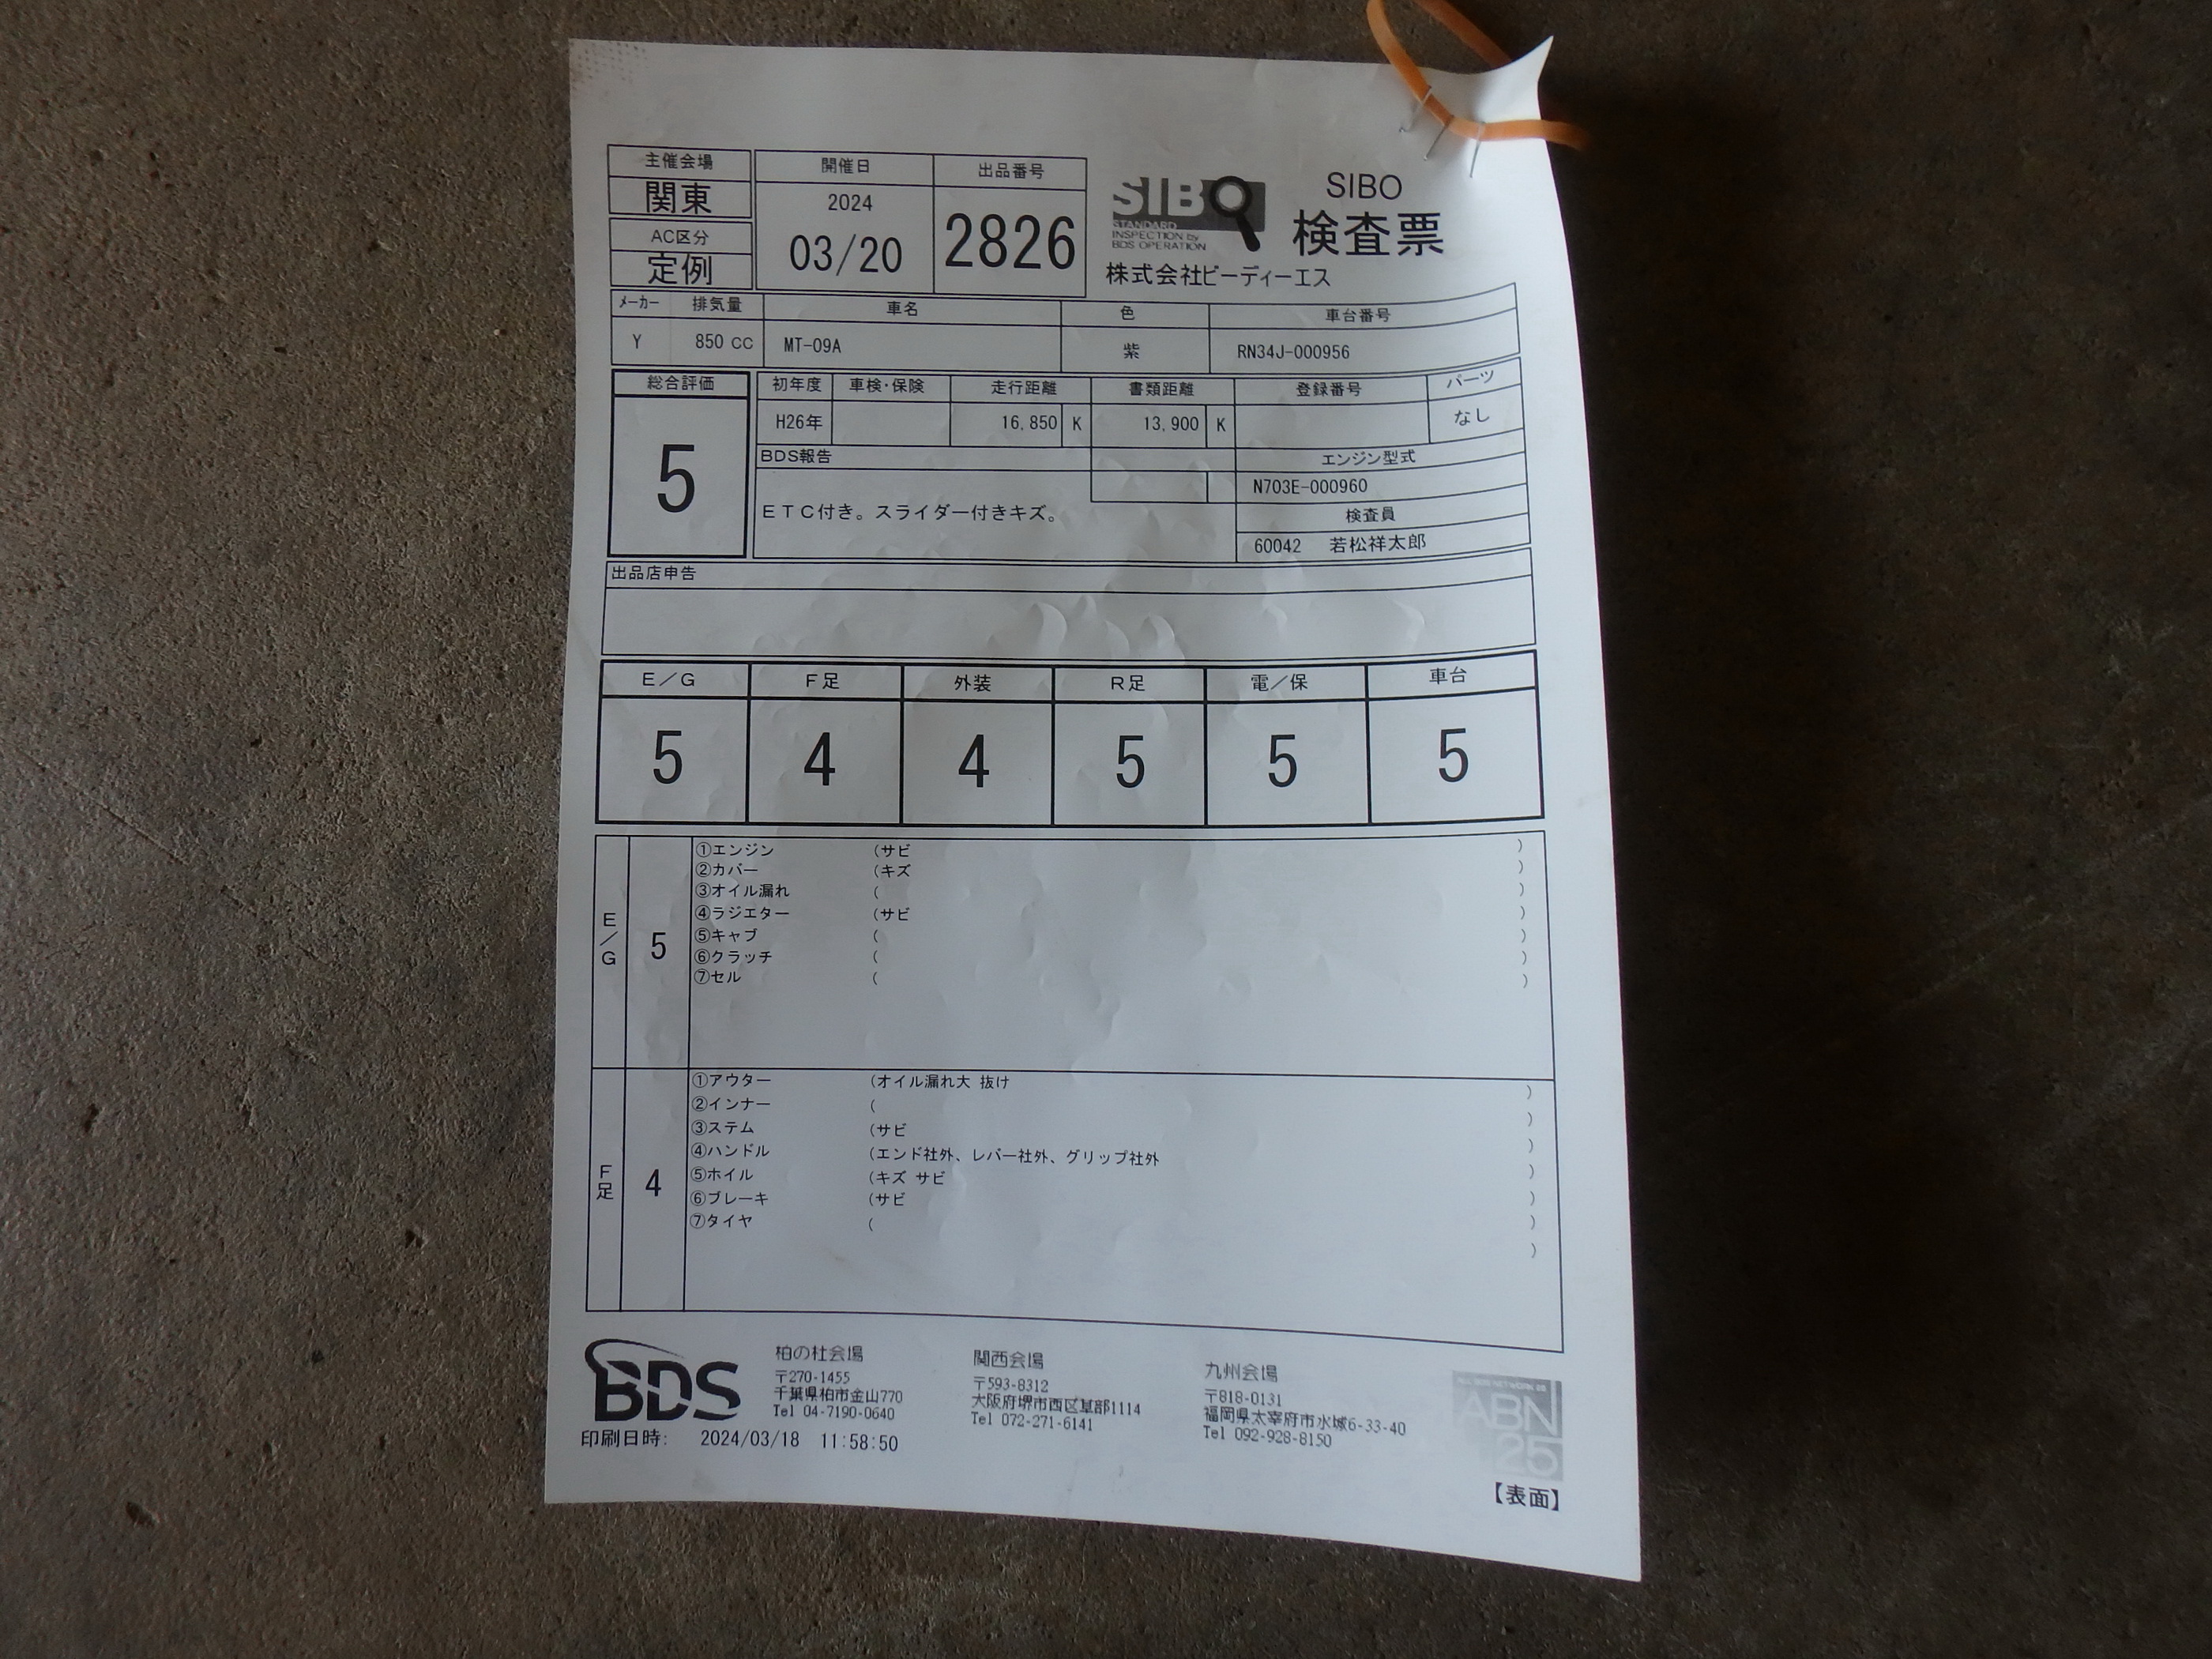 主催会場 開催日 出品番号
関東 2024
AC区分 03/20 2826
定例
SIBO
STANDARD
INSPECTION by
BDS OPERATION
SIBO
検査票
株式会社ビーディーエス
メーカー 排気量 車名 色 車台番号
Y 850 CC MT-09A 紫 RN34J-000956
総合評価 初年度 車検・保険 走行距離 書類距離 登録番号 パーツ
5 H26年 16,850 K 13,900 K なし
BDS報告 エンジン型式
N703E-000960
ETC付き。スライダー付きキズ。 検査員
60042 若松祥太郎
出品店申告
E/G F足 外装 R足 電/保 車台
5 4 4 5 5 5
E/G 5
①エンジン (サビ )
②カバー (キズ )
③オイル漏れ ( )
④ラジエター (サビ )
⑤キャブ ( )
⑥クラッチ ( )
⑦セル ( )
F足 4
①アウター (オイル漏れ大 抜け )
②インナー ( )
③ステム (サビ )
④ハンドル (エンド社外、レバー社外、グリップ社外 )
⑤ホイル (キズ サビ )
⑥ブレーキ (サビ )
⑦タイヤ ( )
BDS
柏の杜会場
〒270-1455
千葉県柏市金山770
Tel 04-7190-0640
関西会場
〒593-8312
大阪府堺市西区草部1114
Tel 072-271-6141
九州会場
〒818-0131
福岡県太宰府市水城6-33-40
Tel 092-928-8150
ABN
25
印刷日時: 2024/03/18 11:58:50
【表面】